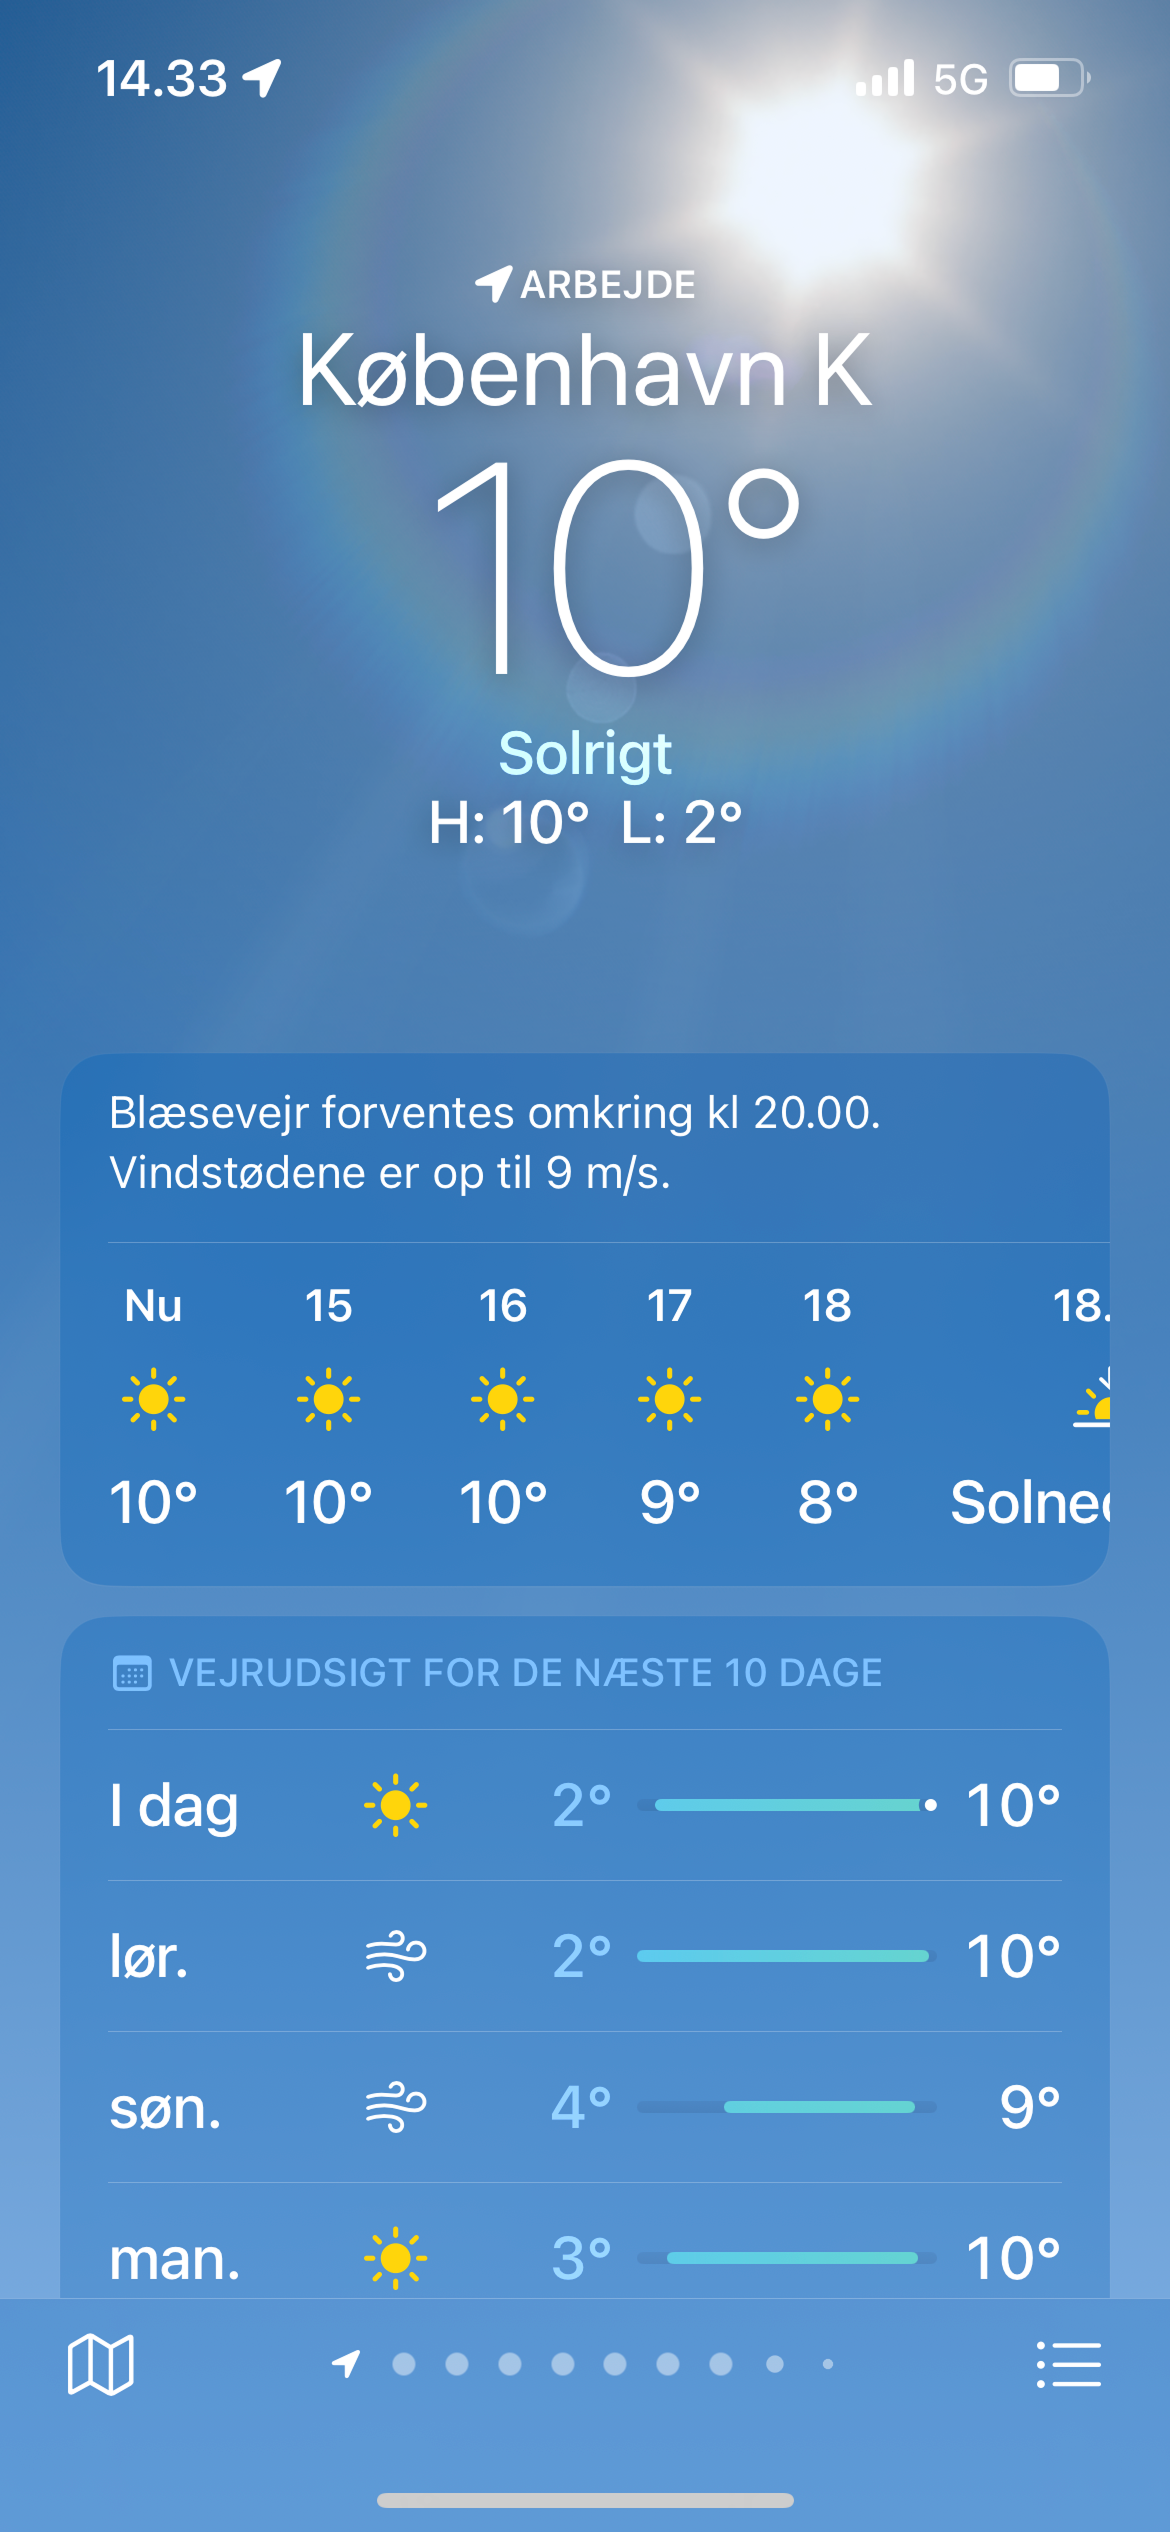 14.33 5G
ARBEJDE
København K
10°
Solrigt
H: 10° L: 2°
Blæsevejr forventes omkring kl 20.00.
Vindstødene er op til 9 m/s.
Nu 15 16 17 18 18.
10° 10° 10° 9° 8°
VEJRUDSIGT FOR DE NÆSTE 10 DAGE
I dag 2° 10°
lør. 2° 10°
søn. 4° 9°
man. 3° 10°